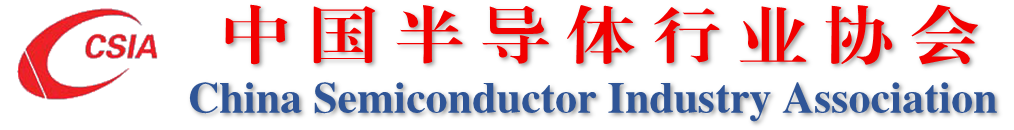 CSIA
中国半导体行业协会
China Semiconductor Industry Association